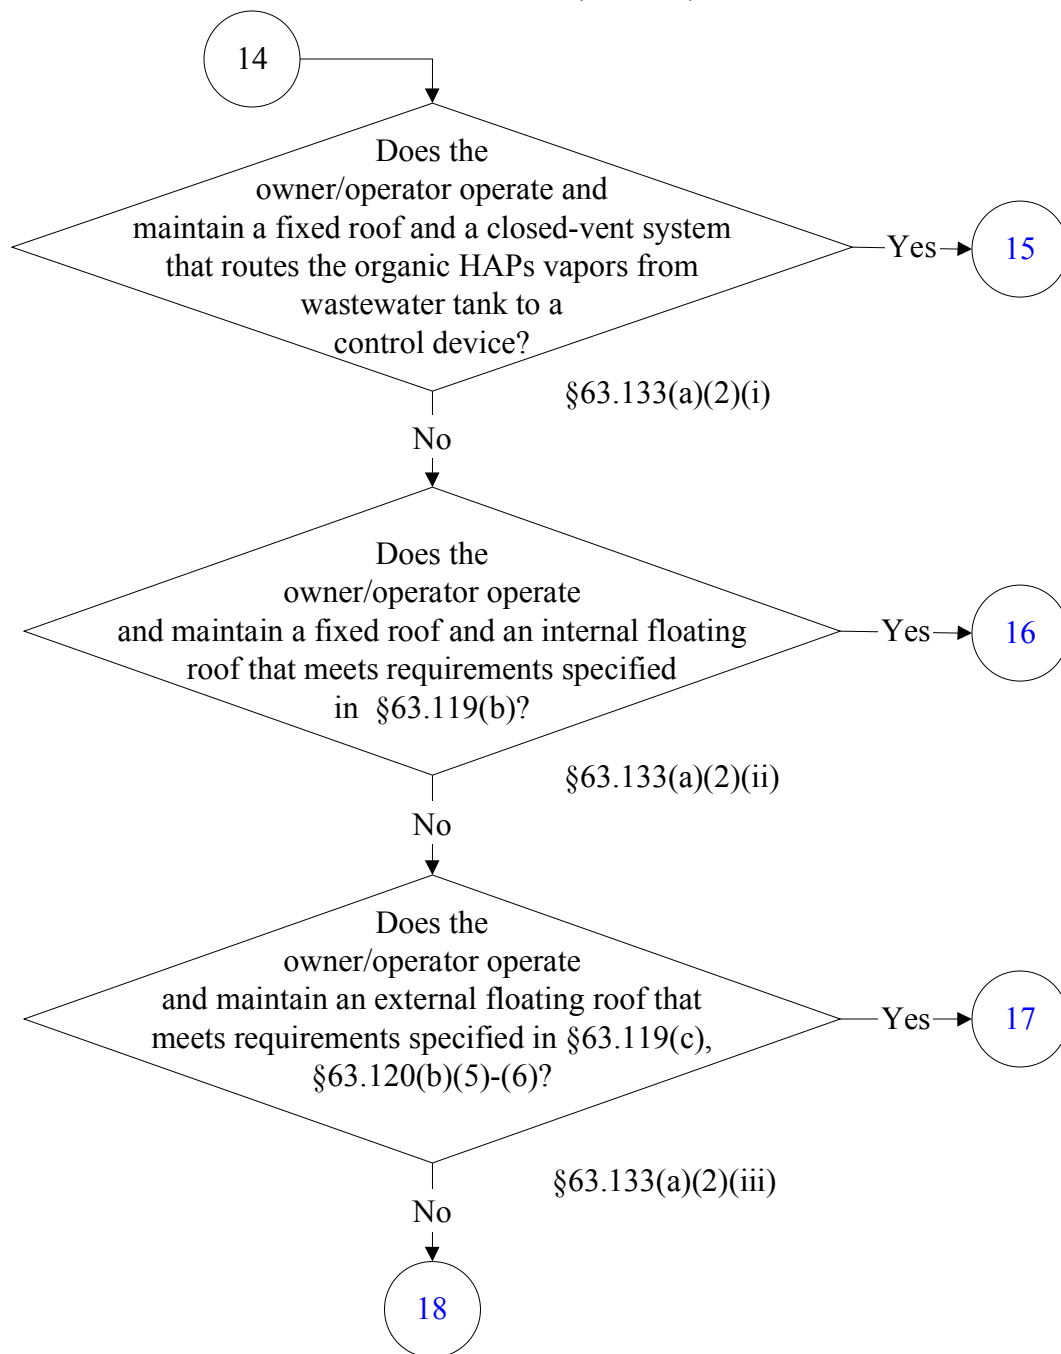 14
Does the
owner/operator operate and
maintain a fixed roof and a closed-vent system
that routes the organic HAPs vapors from
wastewater tank to a
control device?
Yes
15
§63.133(a)(2)(i)
No
Does the
owner/operator operate
and maintain a fixed roof and an internal floating
roof that meets requirements specified
in §63.119(b)?
Yes
16
§63.133(a)(2)(ii)
No
Does the
owner/operator operate
and maintain an external floating roof that
meets requirements specified in §63.119(c),
§63.120(b)(5)-(6)?
Yes
17
§63.133(a)(2)(iii)
No
18